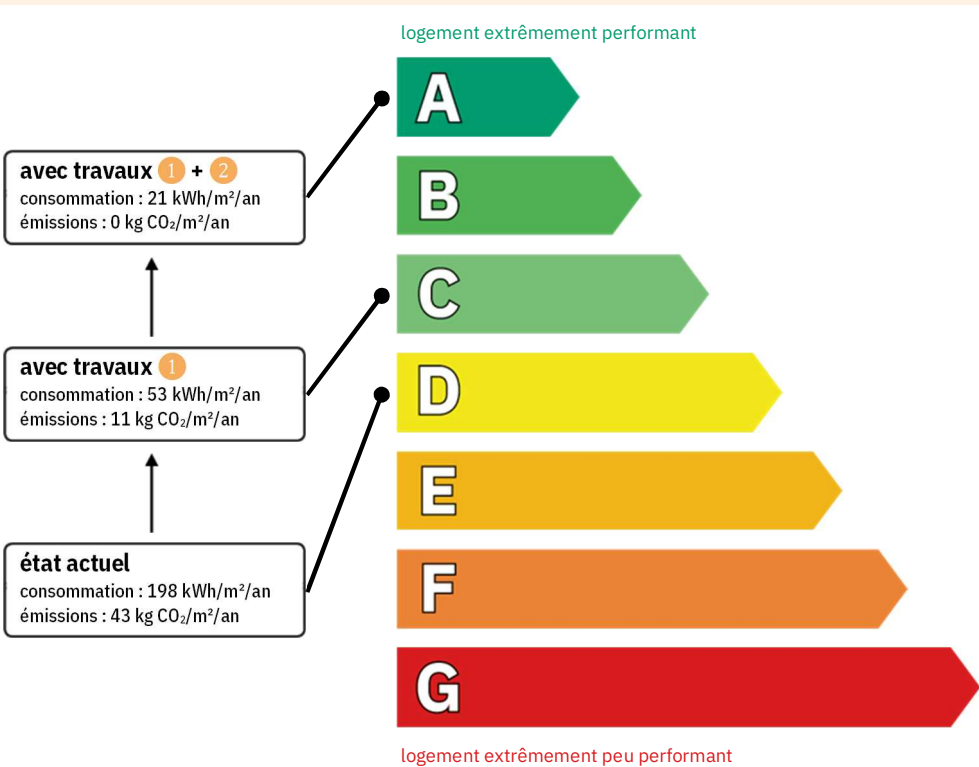 logement extrêmement performant
A
avec travaux 1 + 2
consommation : 21 kWh/m²/an
émissions : 0 kg CO₂/m²/an
B
C
avec travaux 1
consommation : 53 kWh/m²/an
émissions : 11 kg CO₂/m²/an
D
E
état actuel
consommation : 198 kWh/m²/an
émissions : 43 kg CO₂/m²/an
F
G
logement extrêmement peu performant